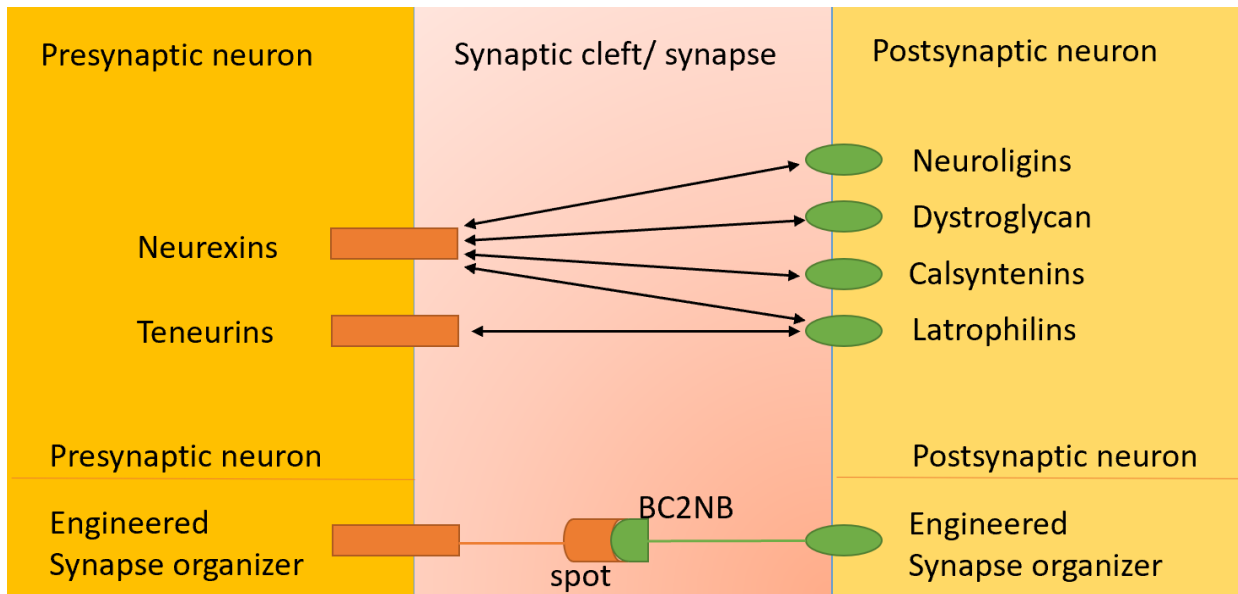 Presynaptic neuron
Synaptic cleft/ synapse
Postsynaptic neuron
Neuroligins
Dystroglycan
Neurexins
Calsyntenins
Teneurins
Latrophilins
Presynaptic neuron
Postsynaptic neuron
BC2NB
Engineered
Synapse organizer
spot
Engineered
Synapse organizer